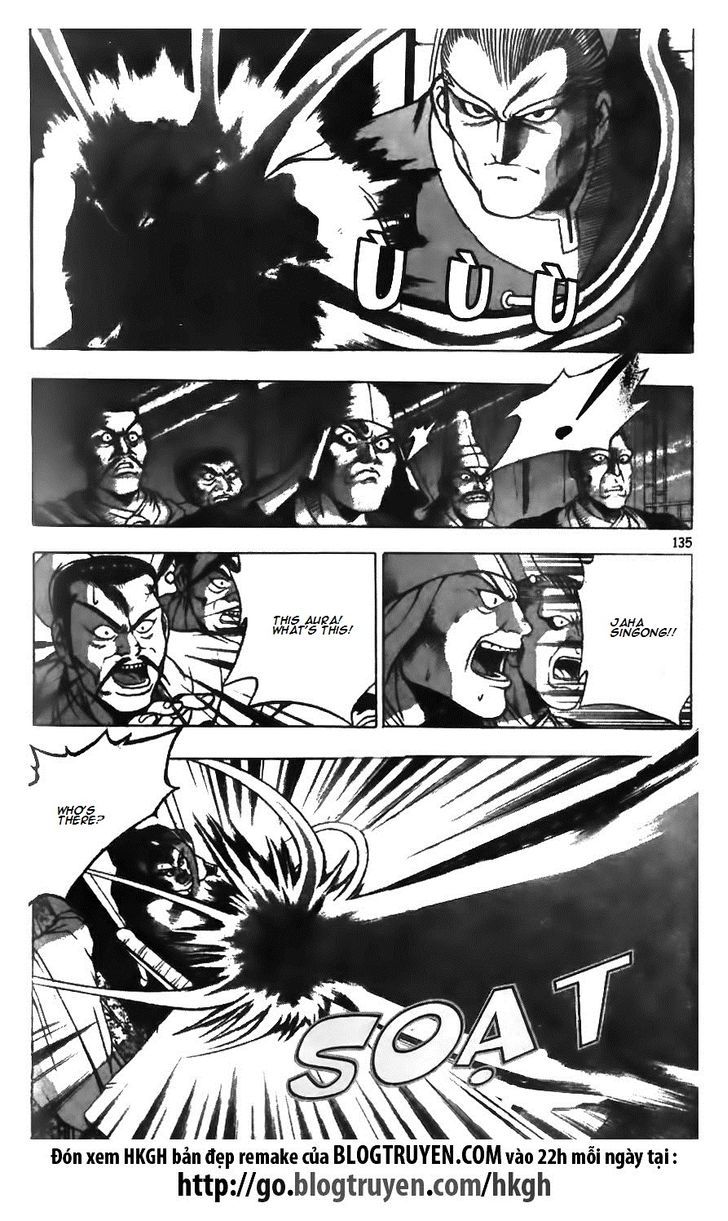 Ù Ù-Ù
!
135
THIS AURA!
WHAT'S THIS!
JAHA
SINGONG!!
WHO'S
THERE?
SOẠT
Đón xem HKGH bản đẹp remake của BLOGTRUYEN.COM vào 22h mỗi ngày tại :
http://go.blogtruyen.com/hkgh